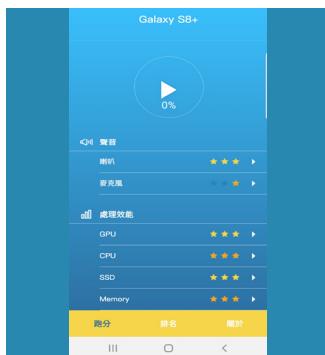 Galaxy S8+
0%
聲音
喇叭
麥克風
處理效能
GPU
CPU
SSD
Memory
跑分 排名 關於